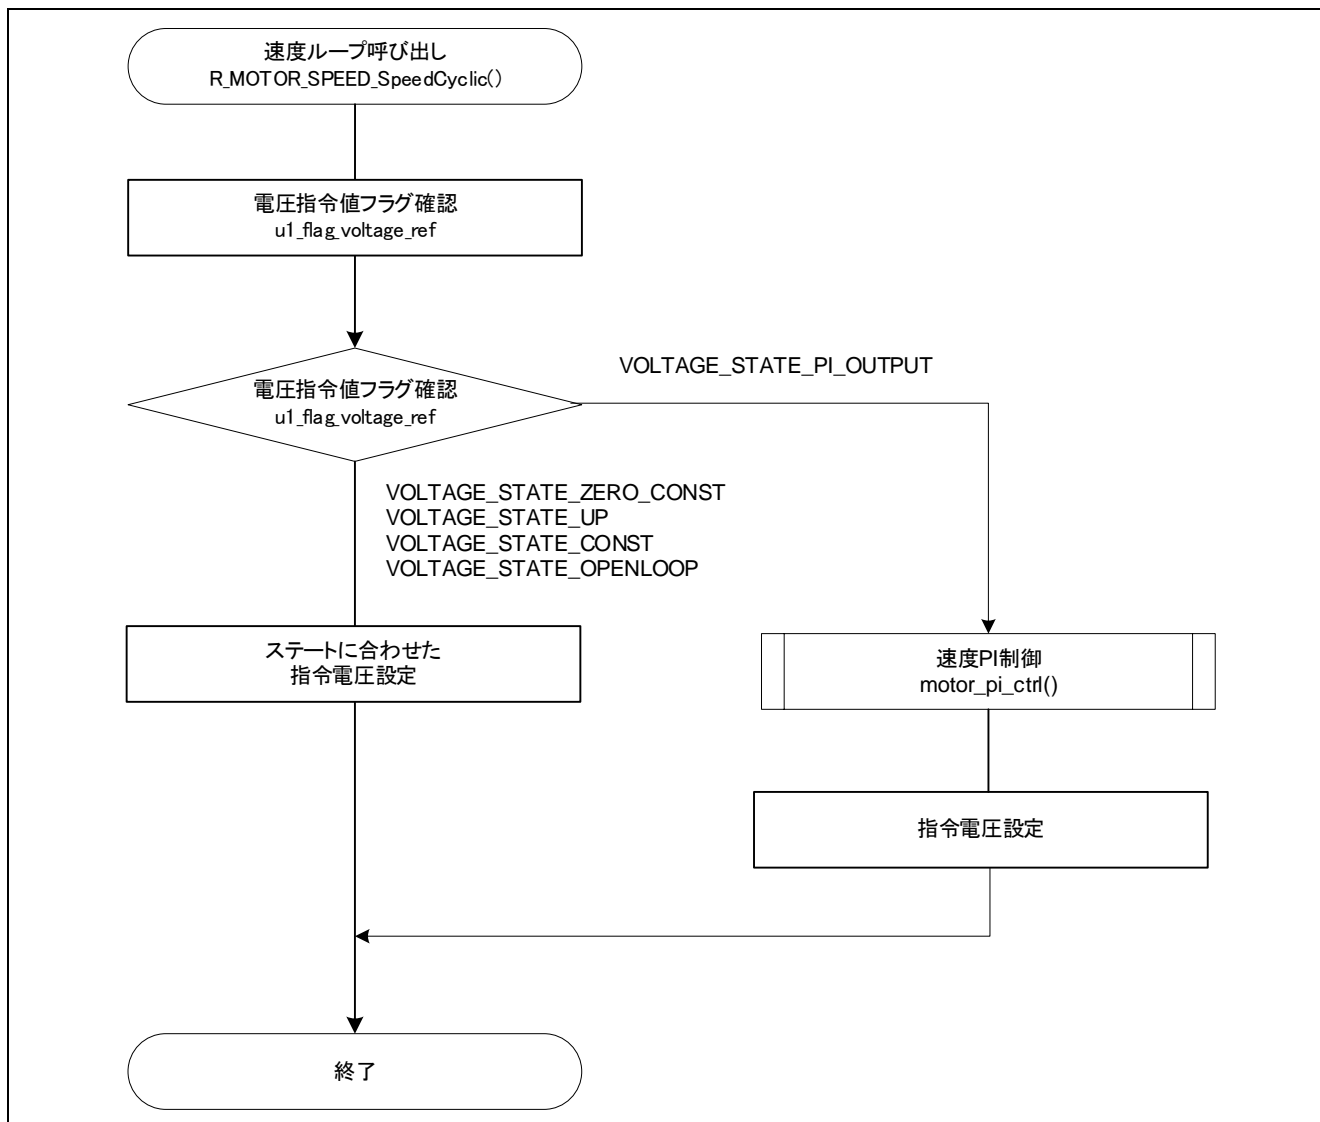 速度ループ呼び出し
R_MOTOR_SPEED_SpeedCyclic()
電圧指令値フラグ確認
u1_flag_voltage_ref
電圧指令値フラグ確認
u1_flag_voltage_ref
VOLTAGE_STATE_PI_OUTPUT
VOLTAGE_STATE_ZERO_CONST
VOLTAGE_STATE_UP
VOLTAGE_STATE_CONST
VOLTAGE_STATE_OPENLOOP
ステートに合わせた
指令電圧設定
速度PI制御
motor_pi_ctrl()
指令電圧設定
終了